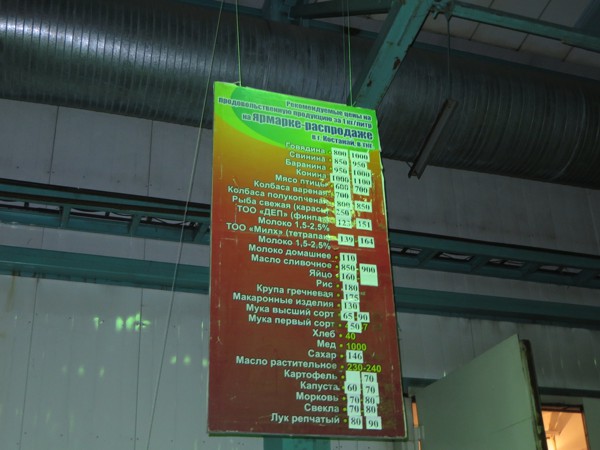 Рекомендуемые цены на
продовольственную продукцию за 1 кг/литр
на Ярмарке-распродаже
в г. Костанай, в тнг
Говядина 800 1000
Свинина 850 950
Баранина 950 1000
Конина 1000 1100
Мясо птицы 600 700
Колбаса вареная 700
Колбаса полукопченая 800 850
Рыба свежая (карась) 250
ТОО «ДЕП» (финпак)
Молоко 1,5-2.5% 151
ТОО «Милх» (тетрапак)
Молоко 1,5-2,5% 139 164
Молоко домашнее 110
Масло сливочное 850 900
Яйцо 160
Рис 180
Крупа гречневая 175
Макаронные изделия 130
Мука высший сорт 65 90
Мука первый сорт 50
Хлеб 40
Мед 1000
Сахар 146
Масло растительное 230-240
Картофель 70
Капуста 60 70
Морковь 70 80
Свекла 70 80
Лук репчатый 80 90